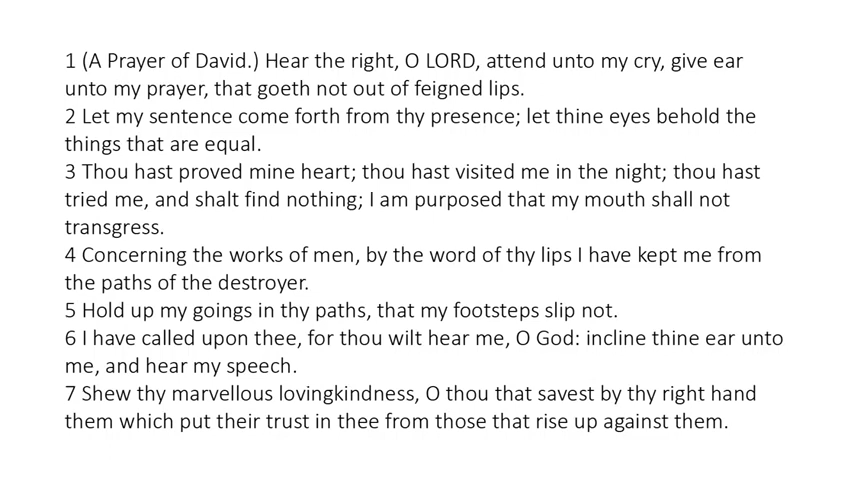 1 (A Prayer of David.) Hear the right, O LORD, attend unto my cry, give ear
unto my prayer, that goeth not out of feigned lips.
2 Let my sentence come forth from thy presence; let thine eyes behold the
things that are equal.
3 Thou hast proved mine heart; thou hast visited me in the night; thou hast
tried me, and shalt find nothing; I am purposed that my mouth shall not
transgress.
4 Concerning the works of men, by the word of thy lips I have kept me from
the paths of the destroyer.
5 Hold up my goings in thy paths, that my footsteps slip not.
6 I have called upon thee, for thou wilt hear me, O God: incline thine ear unto
me, and hear my speech.
7 Shew thy marvellous lovingkindness, O thou that savest by thy right hand
them which put their trust in thee from those that rise up against them.